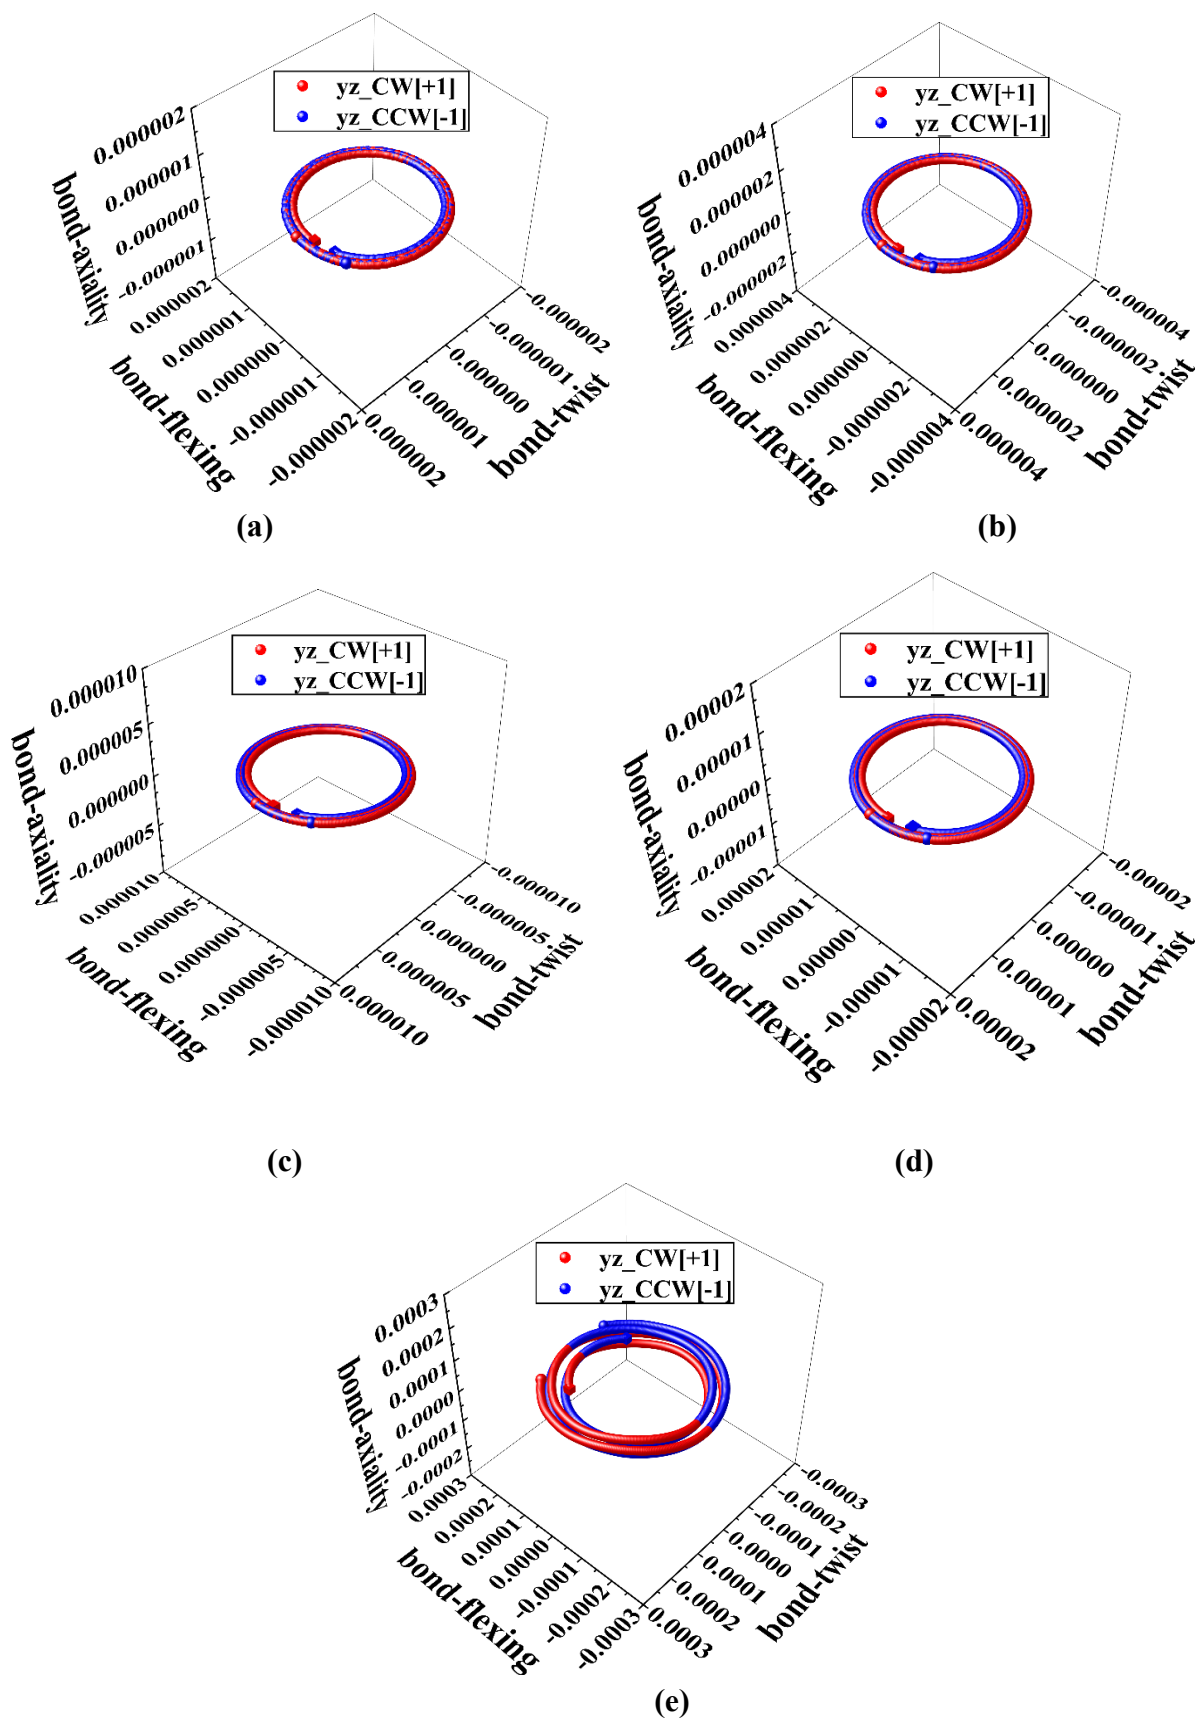 yz_CW[+1]
yz_CCW[-1]
bond-axiality
0.000002
0.000001
0.000000
-0.000001
bond-flexing
0.000002
0.000001
0.000000
-0.000001
-0.000002
bond-twist
-0.000002
-0.000001
0.000000
0.000001
0.000002
(a)
yz_CW[+1]
yz_CCW[-1]
bond-axiality
0.000004
0.000002
0.000000
-0.000002
bond-flexing
0.000004
0.000002
0.000000
-0.000002
-0.000004
bond-twist
-0.000004
-0.000002
0.000000
0.000002
0.000004
(b)
yz_CW[+1]
yz_CCW[-1]
bond-axiality
0.000010
0.000005
0.000000
-0.000005
bond-flexing
0.000010
0.000005
0.000000
-0.000005
-0.000010
bond-twist
-0.000010
-0.000005
0.000000
0.000005
0.000010
(c)
yz_CW[+1]
yz_CCW[-1]
bond-axiality
0.00002
0.00001
0.00000
-0.00001
bond-flexing
0.00002
0.00001
0.00000
-0.00001
-0.00002
bond-twist
-0.00002
-0.00001
0.00000
0.00001
0.00002
(d)
yz_CW[+1]
yz_CCW[-1]
bond-axiality
0.0003
0.0002
0.0001
0.0000
-0.0001
-0.0002
bond-flexing
0.0003
0.0002
0.0001
0.0000
-0.0001
-0.0002
-0.0003
bond-twist
-0.0003
-0.0002
-0.0001
0.0000
0.0001
0.0002
0.0003
(e)